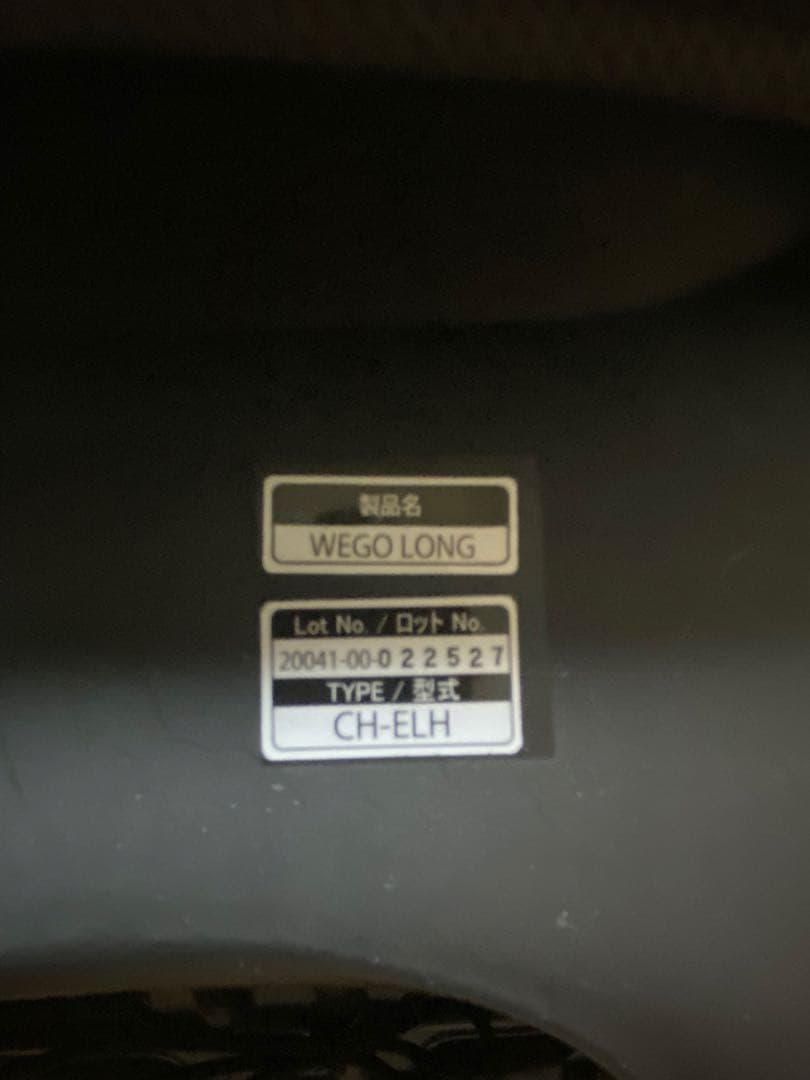 製品名
WEGO LONG
Lot No. / ロット No.
20041-00-0 2 2 5 2 7
TYPE / 型式
CH-ELH